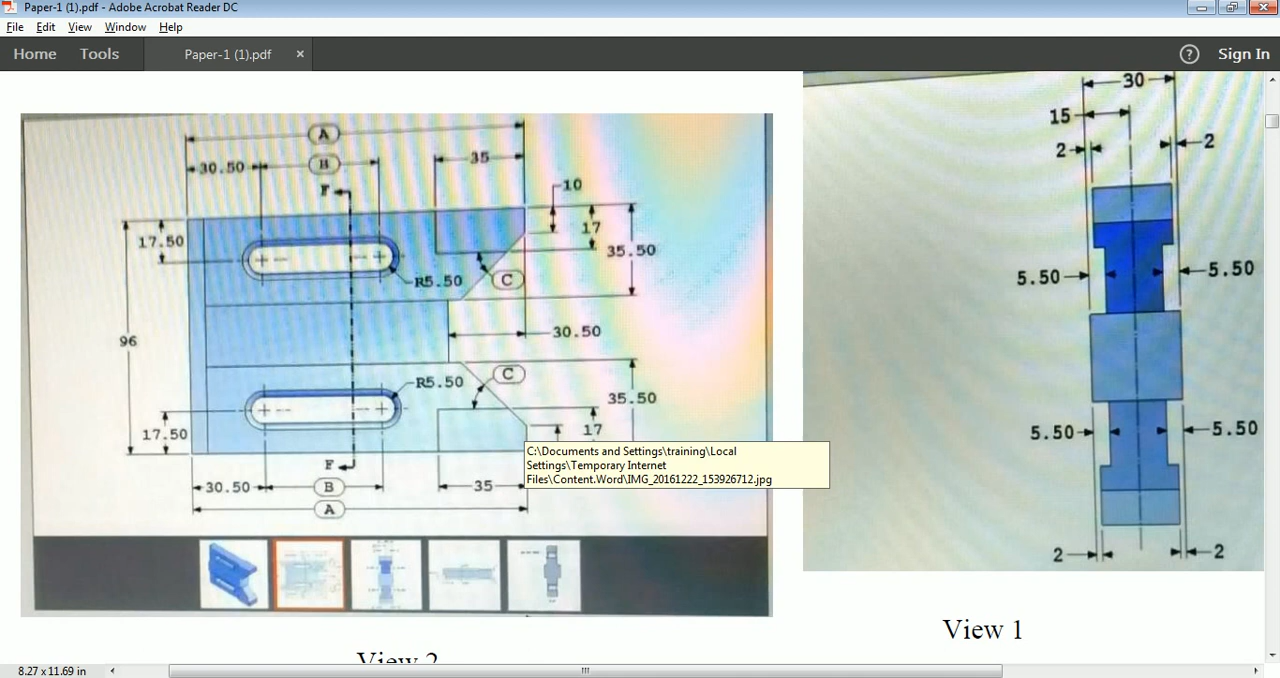 Paper-1 (1).pdf - Adobe Acrobat Reader DC
File Edit View Window Help
Home Tools Paper-1 (1).pdf × ? Sign In
A
30.50 B 35
F 10
17.50 17
35.50
R5.50 C
96 30.50
C
R5.50
35.50
17.50 17
F
30.50 B 35
A
C:\Documents and Settings\training\Local
Settings\Temporary Internet
Files\Content.Word\IMG_20161222_153926712.jpg
View 2
30
15
2 2
5.50 5.50
5.50 5.50
2 2
View 1
8.27 x 11.69 in